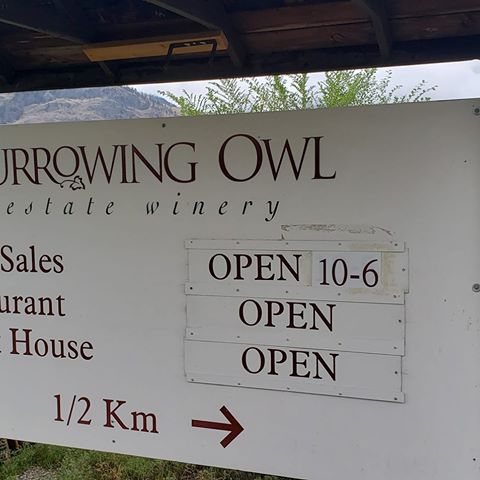 URROWING OWL
estate winery
Sales OPEN 10-6
urant OPEN
House OPEN
1/2 Km →